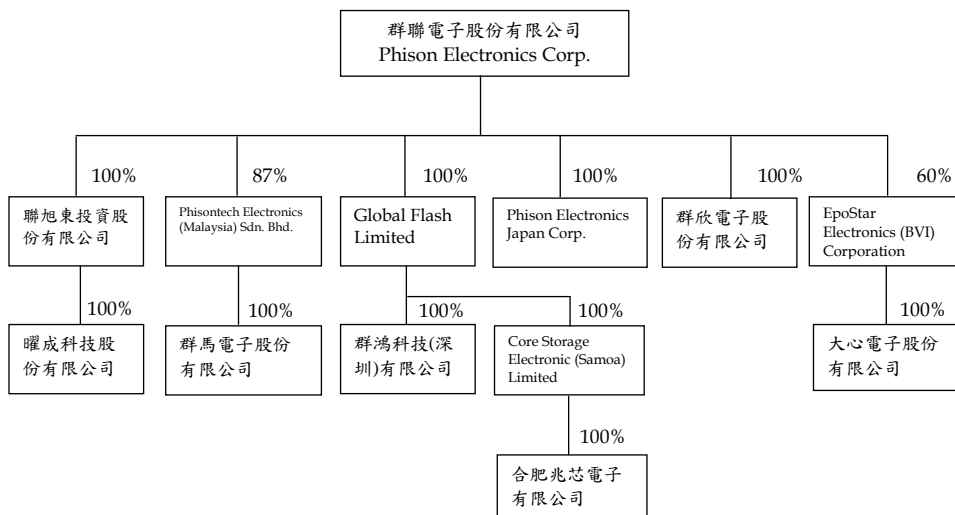 群聯電子股份有限公司
Phison Electronics Corp.
100%
87%
100%
100%
100%
60%
聯旭東投資股
份有限公司
Phisontech Electronics
(Malaysia) Sdn. Bhd.
Global Flash
Limited
Phison Electronics
Japan Corp.
群欣電子股
份有限公司
EpoStar
Electronics (BVI)
Corporation
100%
100%
100%
100%
100%
曜成科技股
份有限公司
群馬電子股份
有限公司
群鴻科技(深
圳)有限公司
Core Storage
Electronic (Samoa)
Limited
大心電子股份
有限公司
100%
合肥兆芯電子
有限公司